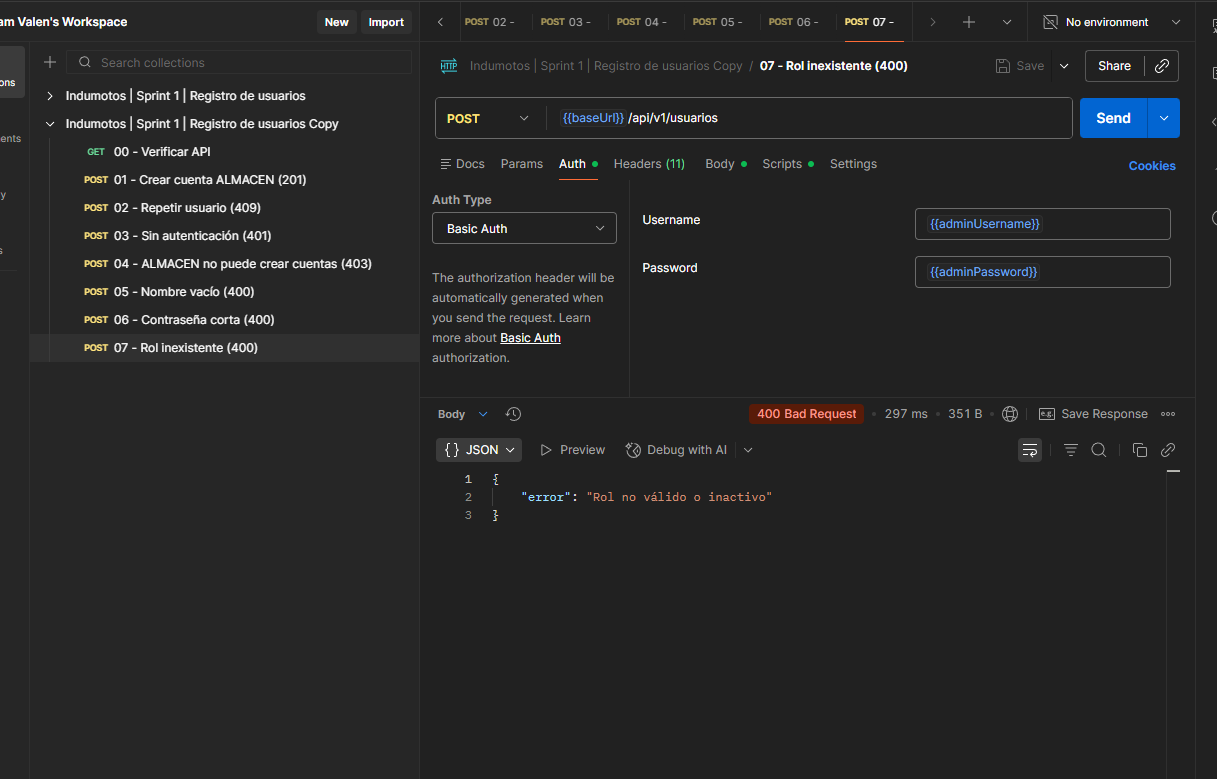 am Valen's Workspace
New
Import
POST 02 -
POST 03 -
POST 04 -
POST 05 -
POST 06 -
POST 07 -
No environment
Search collections
ons
ents
y
s
Indumotos | Sprint 1 | Registro de usuarios
Indumotos | Sprint 1 | Registro de usuarios Copy
GET 00 - Verificar API
POST 01 - Crear cuenta ALMACEN (201)
POST 02 - Repetir usuario (409)
POST 03 - Sin autenticación (401)
POST 04 - ALMACEN no puede crear cuentas (403)
POST 05 - Nombre vacío (400)
POST 06 - Contraseña corta (400)
POST 07 - Rol inexistente (400)
HTTP Indumotos | Sprint 1 | Registro de usuarios Copy / 07 - Rol inexistente (400)
Save
Share
POST
{{baseUrl}} /api/v1/usuarios
Send
Docs
Params
Auth
Headers (11)
Body
Scripts
Settings
Cookies
Auth Type
Basic Auth
The authorization header will be
automatically generated when
you send the request. Learn
more about Basic Auth
authorization.
Username
{{adminUsername}}
Password
{{adminPassword}}
Body
400 Bad Request
297 ms
351 B
e.g.
Save Response
{} JSON
Preview
Debug with AI
1 {
2 "error": "Rol no válido o inactivo"
3 }